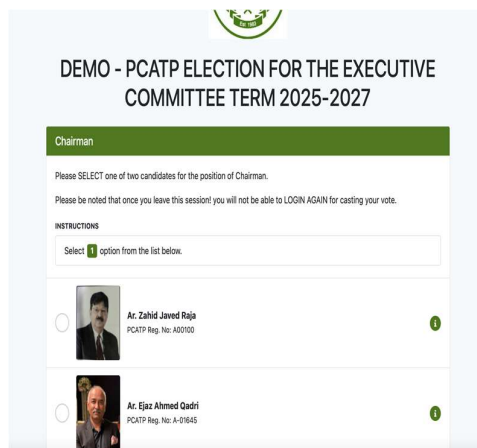 DEMO - PCATP ELECTION FOR THE EXECUTIVE
COMMITTEE TERM 2025-2027
Chairman
Please SELECT one of two candidates for the position of Chairman.
Please be noted that once you leave this session! you will not be able to LOGIN AGAIN for casting your vote.
INSTRUCTIONS
Select 1 option from the list below.
Ar. Zahid Javed Raja
PCATP Reg. No: A00100
i
Ar. Ejaz Ahmed Qadri
PCATP Reg. No: A-01645
i